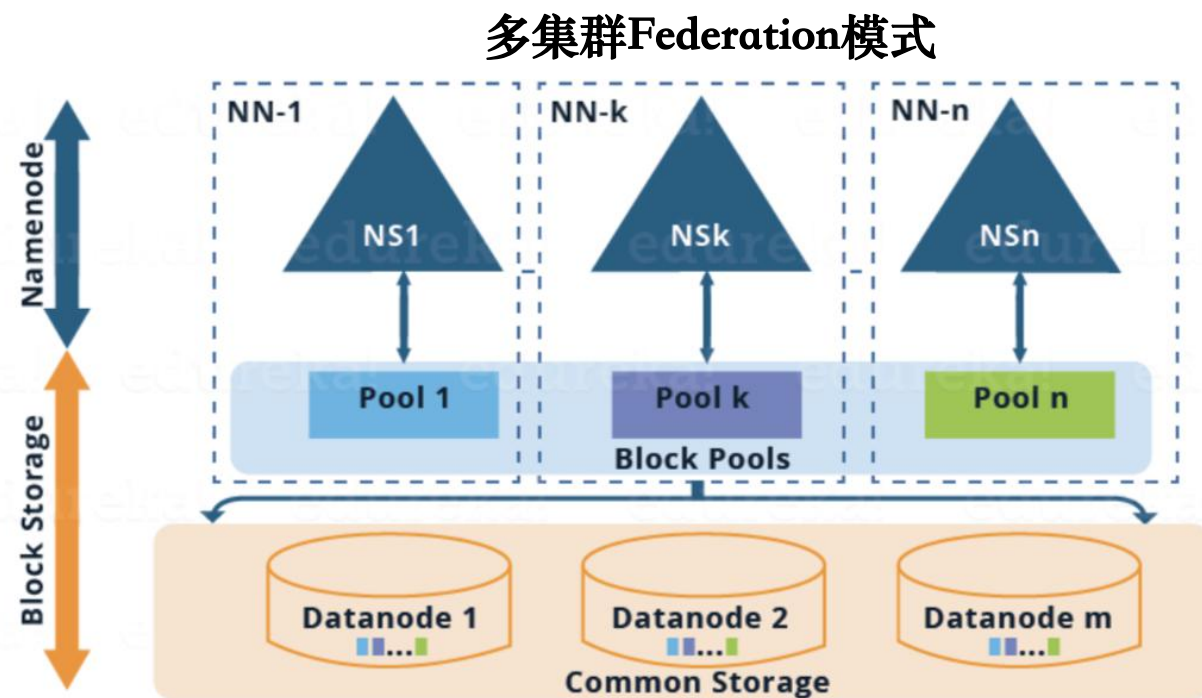 多集群Federation模式
NN-1
NN-k
NN-n
Namenode
NS1
NSk
NSn
Pool 1
Pool k
Pool n
Block Pools
Block Storage
Datanode 1
Datanode 2
Datanode m
...
...
...
Common Storage
edureka!